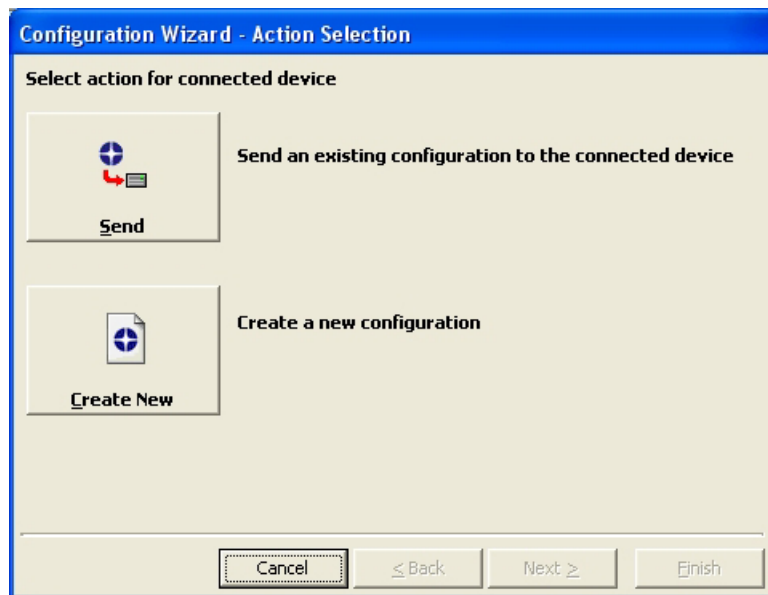 Configuration Wizard - Action Selection
Select action for connected device
Send an existing configuration to the connected device
Send
Create a new configuration
Create New
Cancel
< Back
Next >
Finish